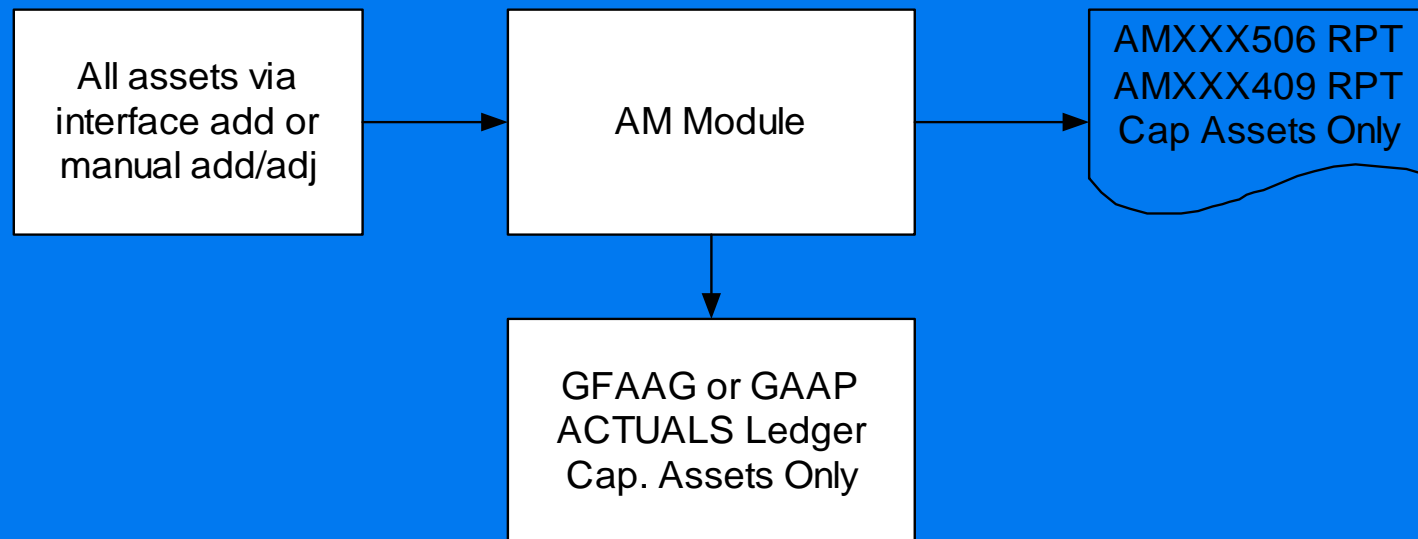 All assets via
interface add or
manual add/adj
AM Module
AMXXX506 RPT
AMXXX409 RPT
Cap Assets Only
GFAAG or GAAP
ACTUALS Ledger
Cap. Assets Only